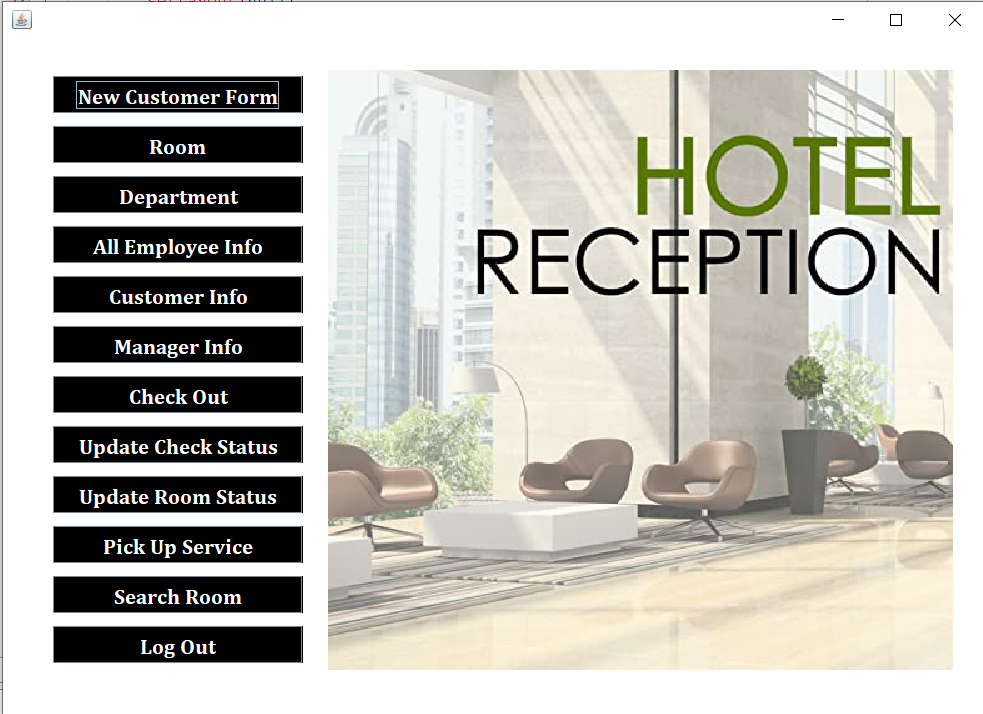 New Customer Form
Room
Department
All Employee Info
Customer Info
Manager Info
Check Out
Update Check Status
Update Room Status
Pick Up Service
Search Room
Log Out
HOTEL
RECEPTION